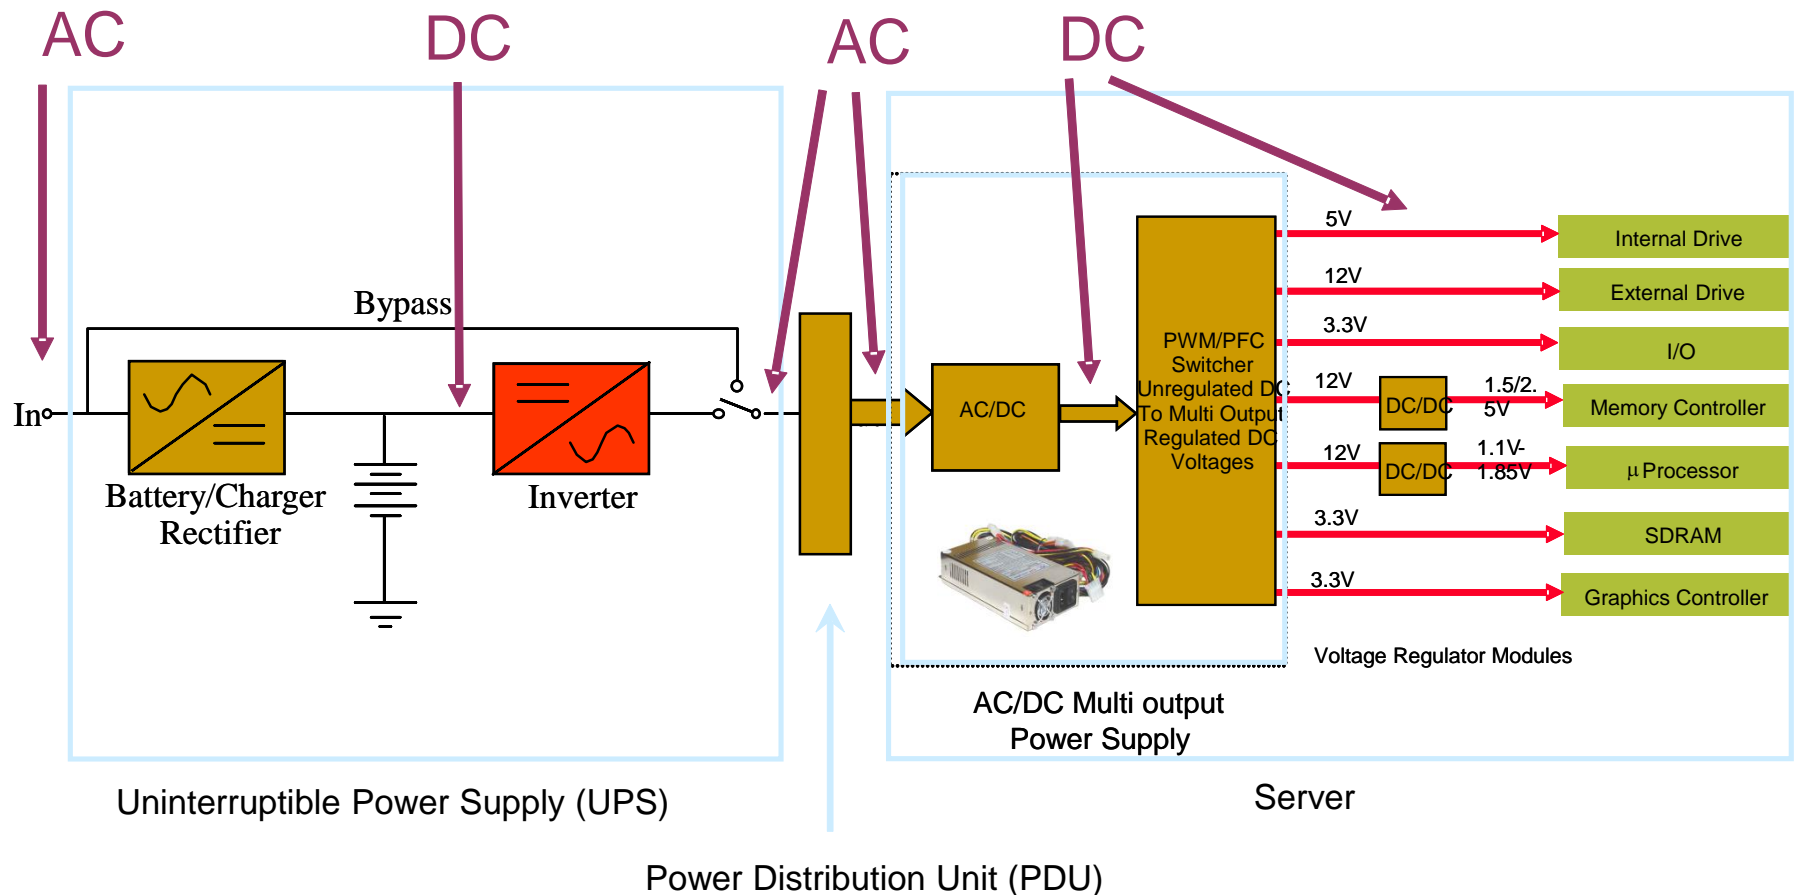 AC
DC
AC
DC
Bypass
In
Battery/Charger
Rectifier
Inverter
AC/DC
PWM/PFC
Switcher
Unregulated DC
To Multi Output
Regulated DC
Voltages
5V
Internal Drive
12V
External Drive
3.3V
I/O
12V
DC/DC
1.5/2.
5V
Memory Controller
12V
DC/DC
1.1V-
1.85V
μ Processor
3.3V
SDRAM
3.3V
Graphics Controller
Voltage Regulator Modules
AC/DC Multi output
Power Supply
Uninterruptible Power Supply (UPS)
Server
Power Distribution Unit (PDU)